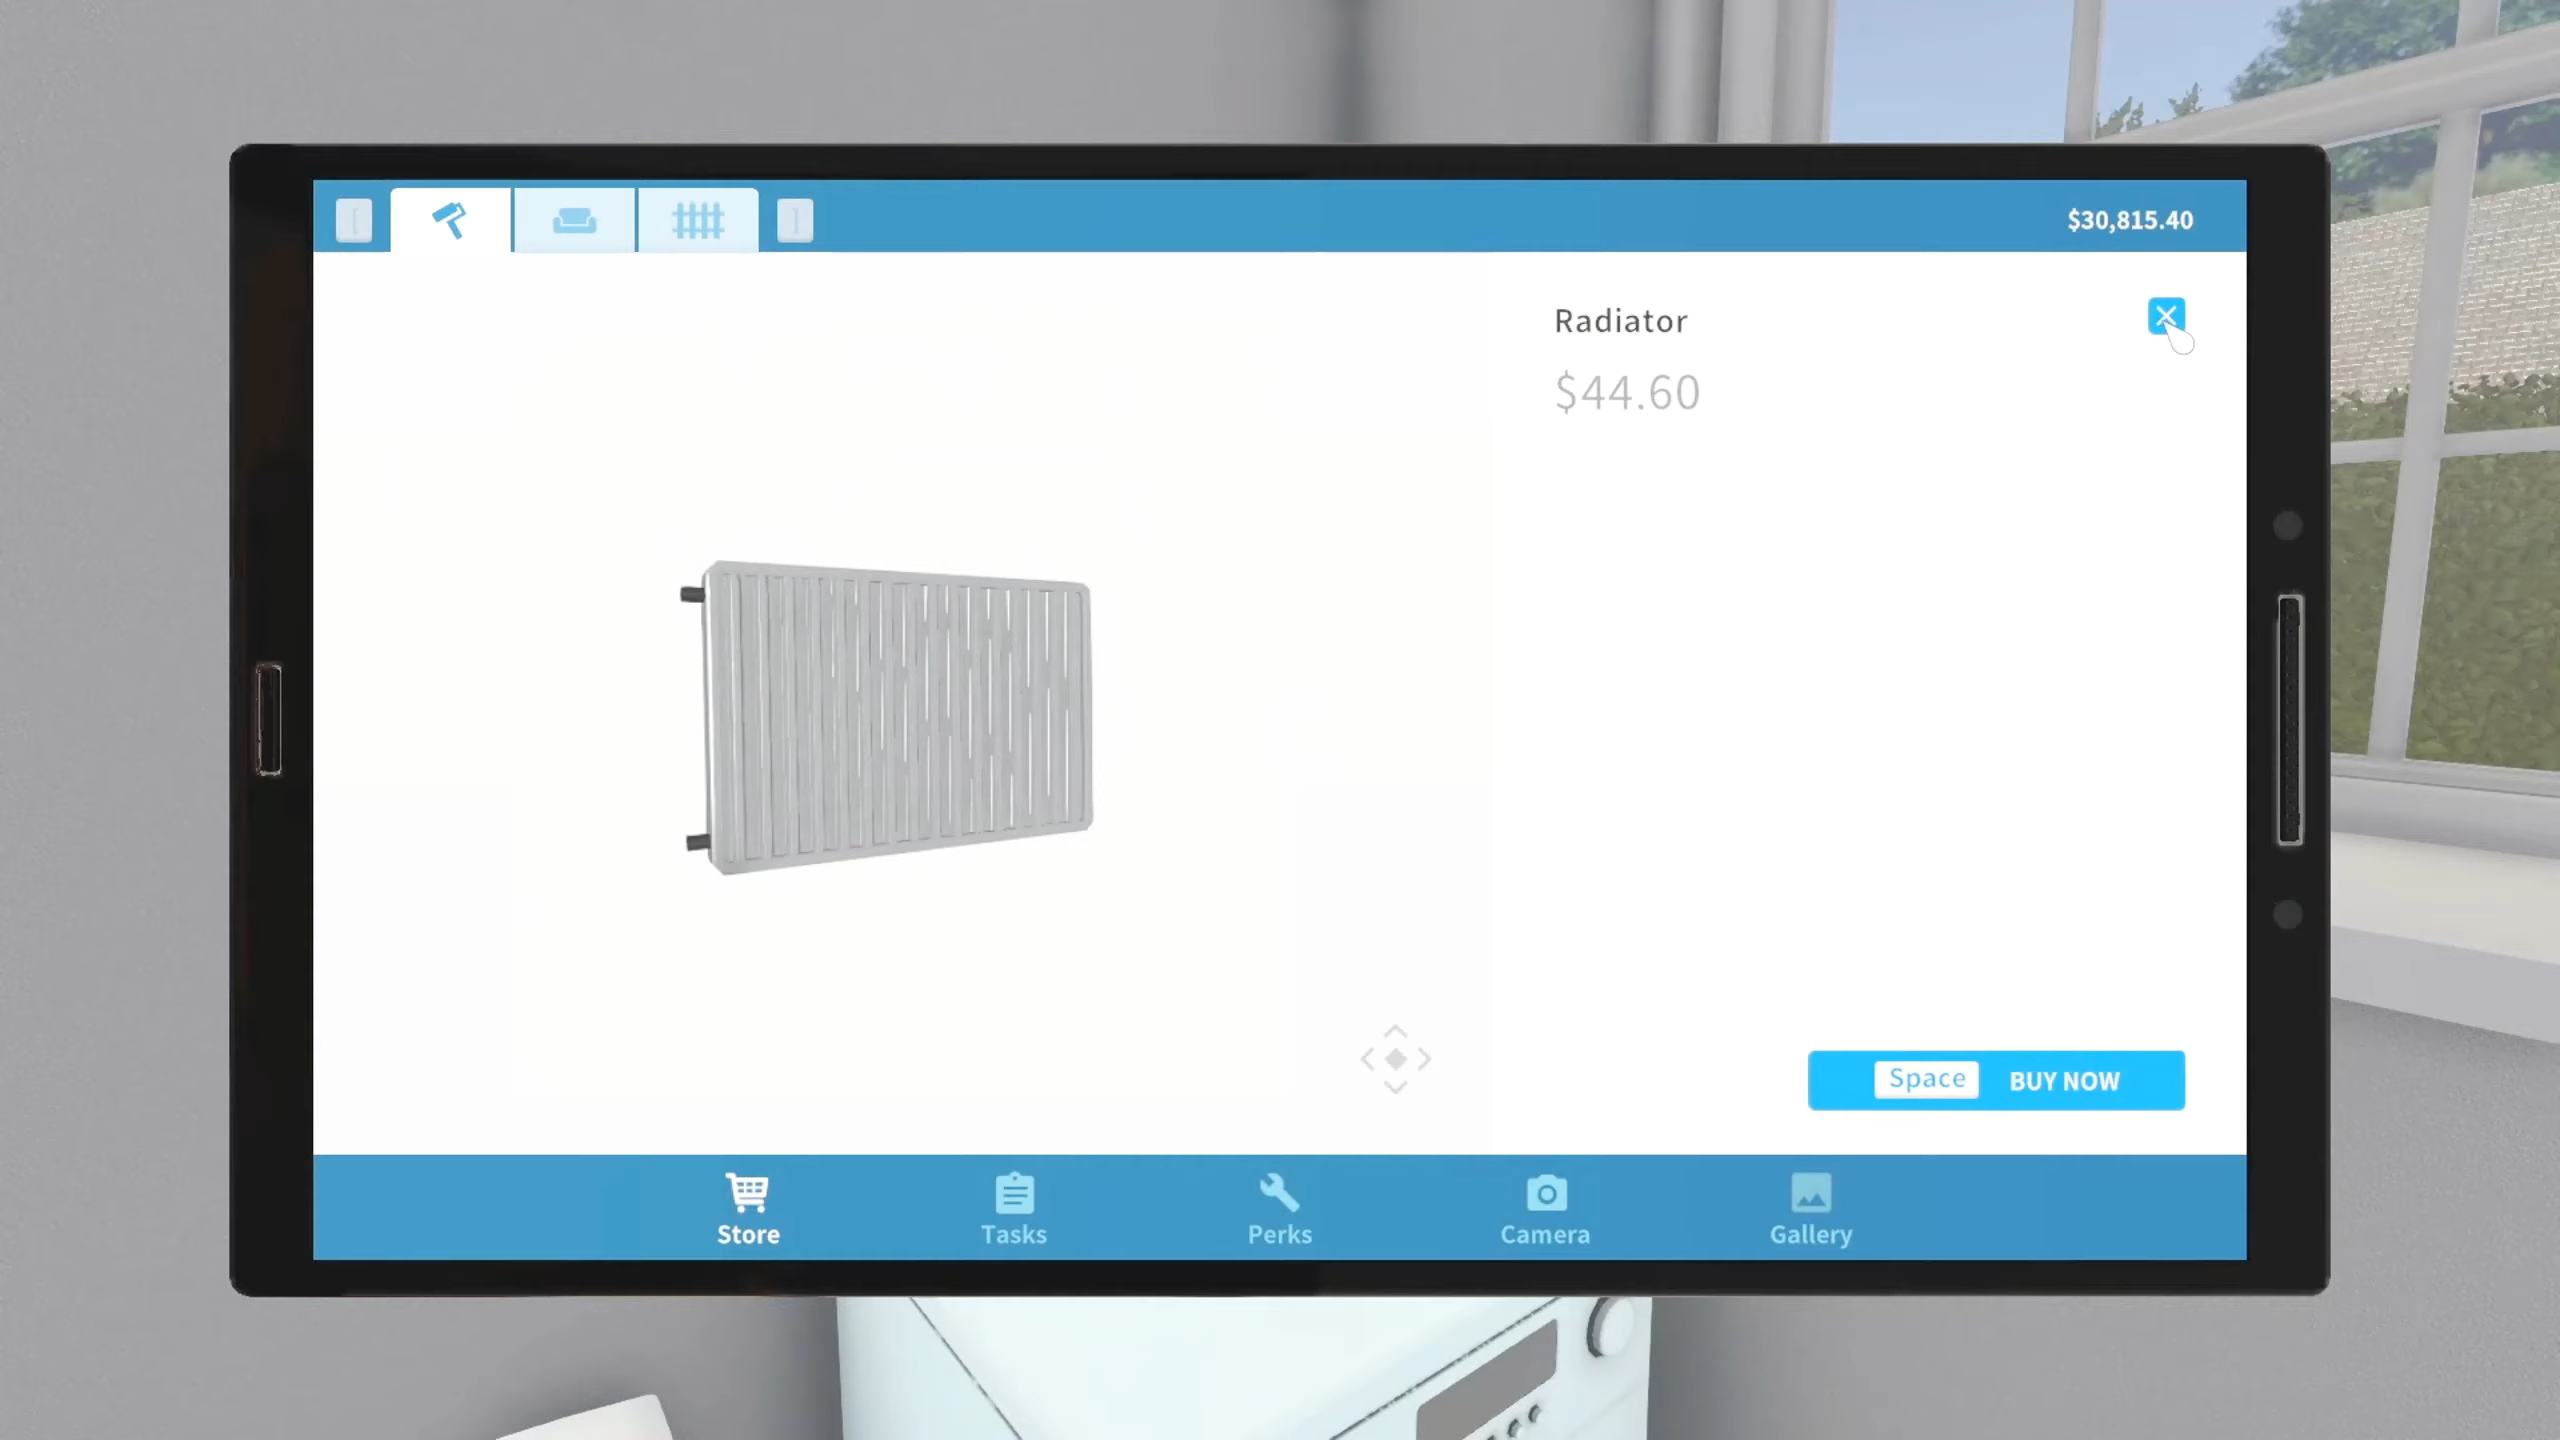 [
]
$30,815.40
Radiator
$44.60
Space BUY NOW
Store
Tasks
Perks
Camera
Gallery